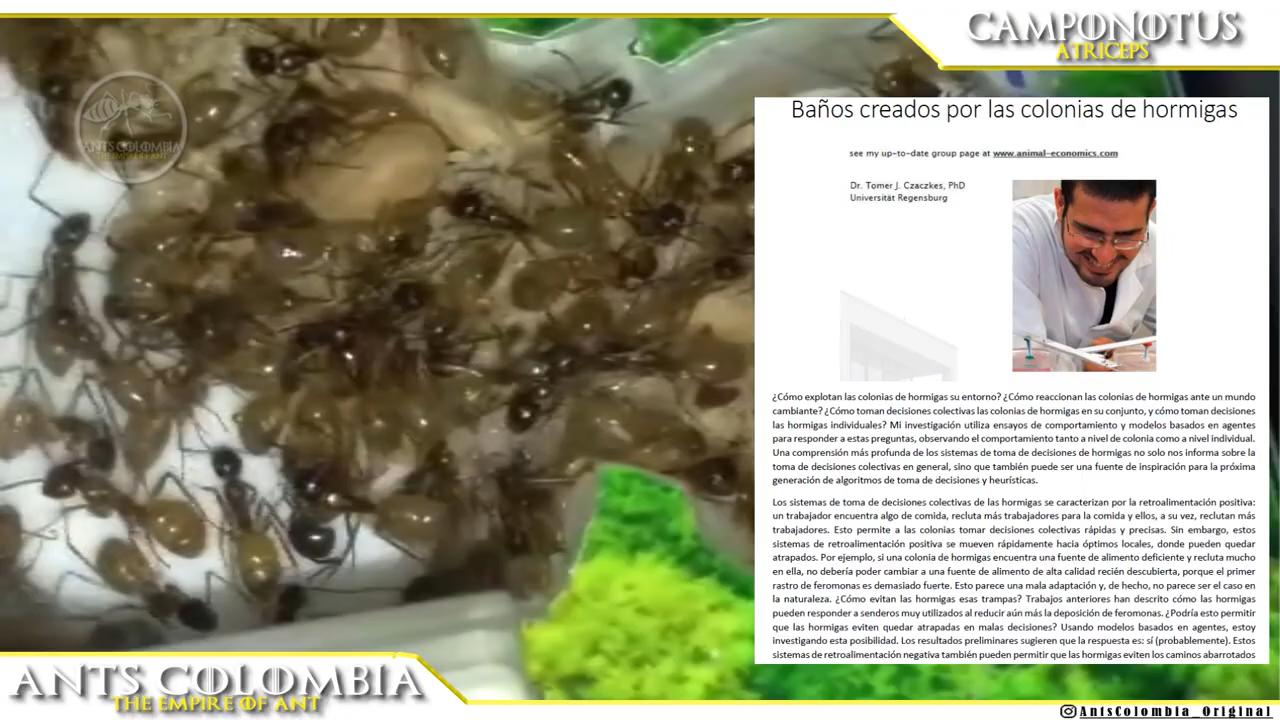 CAMPONOTUS
ATRICEPS
ANTS COLOMBIA
THE EMPIRE OF ANT
Baños creados por las colonias de hormigas
see my up-to-date group page at www.animal-economics.com
Dr. Tomer J. Czaczkes, PhD
Universität Regensburg
¿Cómo explotan las colonias de hormigas su entorno? ¿Cómo reaccionan las colonias de hormigas ante un mundo
cambiante? ¿Cómo toman decisiones colectivas las colonias de hormigas en su conjunto, y cómo toman decisiones
las hormigas individuales? Mi investigación utiliza ensayos de comportamiento y modelos basados en agentes
para responder a estas preguntas, observando el comportamiento tanto a nivel de colonia como a nivel individual.
Una comprensión más profunda de los sistemas de toma de decisiones de hormigas no solo nos informa sobre la
toma de decisiones colectivas en general, sino que también puede ser una fuente de inspiración para la próxima
generación de algoritmos de toma de decisiones y heurísticas.
Los sistemas de toma de decisiones colectivas de las hormigas se caracterizan por la retroalimentación positiva:
un trabajador encuentra algo de comida, recluta más trabajadores para la comida y ellos, a su vez, reclutan más
trabajadores. Esto permite a las colonias tomar decisiones colectivas rápidas y precisas. Sin embargo, estos
sistemas de retroalimentación positiva se mueven rápidamente hacia óptimos locales, donde pueden quedar
atrapados. Por ejemplo, si una colonia de hormigas encuentra una fuente de alimento deficiente y recluta mucho
en ella, no debería poder cambiar a una fuente de alimento de alta calidad recién descubierta, porque el primer
rastro de feromonas es demasiado fuerte. Esto parece una mala adaptación y, de hecho, no parece ser el caso en
la naturaleza. ¿Cómo evitan las hormigas esas trampas? Trabajos anteriores han descrito cómo las hormigas
pueden responder a senderos muy utilizados al reducir aún más la deposición de feromonas. ¿Podría esto permitir
que las hormigas eviten quedar atrapadas en malas decisiones? Usando modelos basados en agentes, estoy
investigando esta posibilidad. Los resultados preliminares sugieren que la respuesta es: sí (probablemente). Estos
sistemas de retroalimentación negativa también pueden permitir que las hormigas eviten los caminos abarrotados
ANTS COLOMBIA
THE EMPIRE OF ANT
AntsColombia_Original